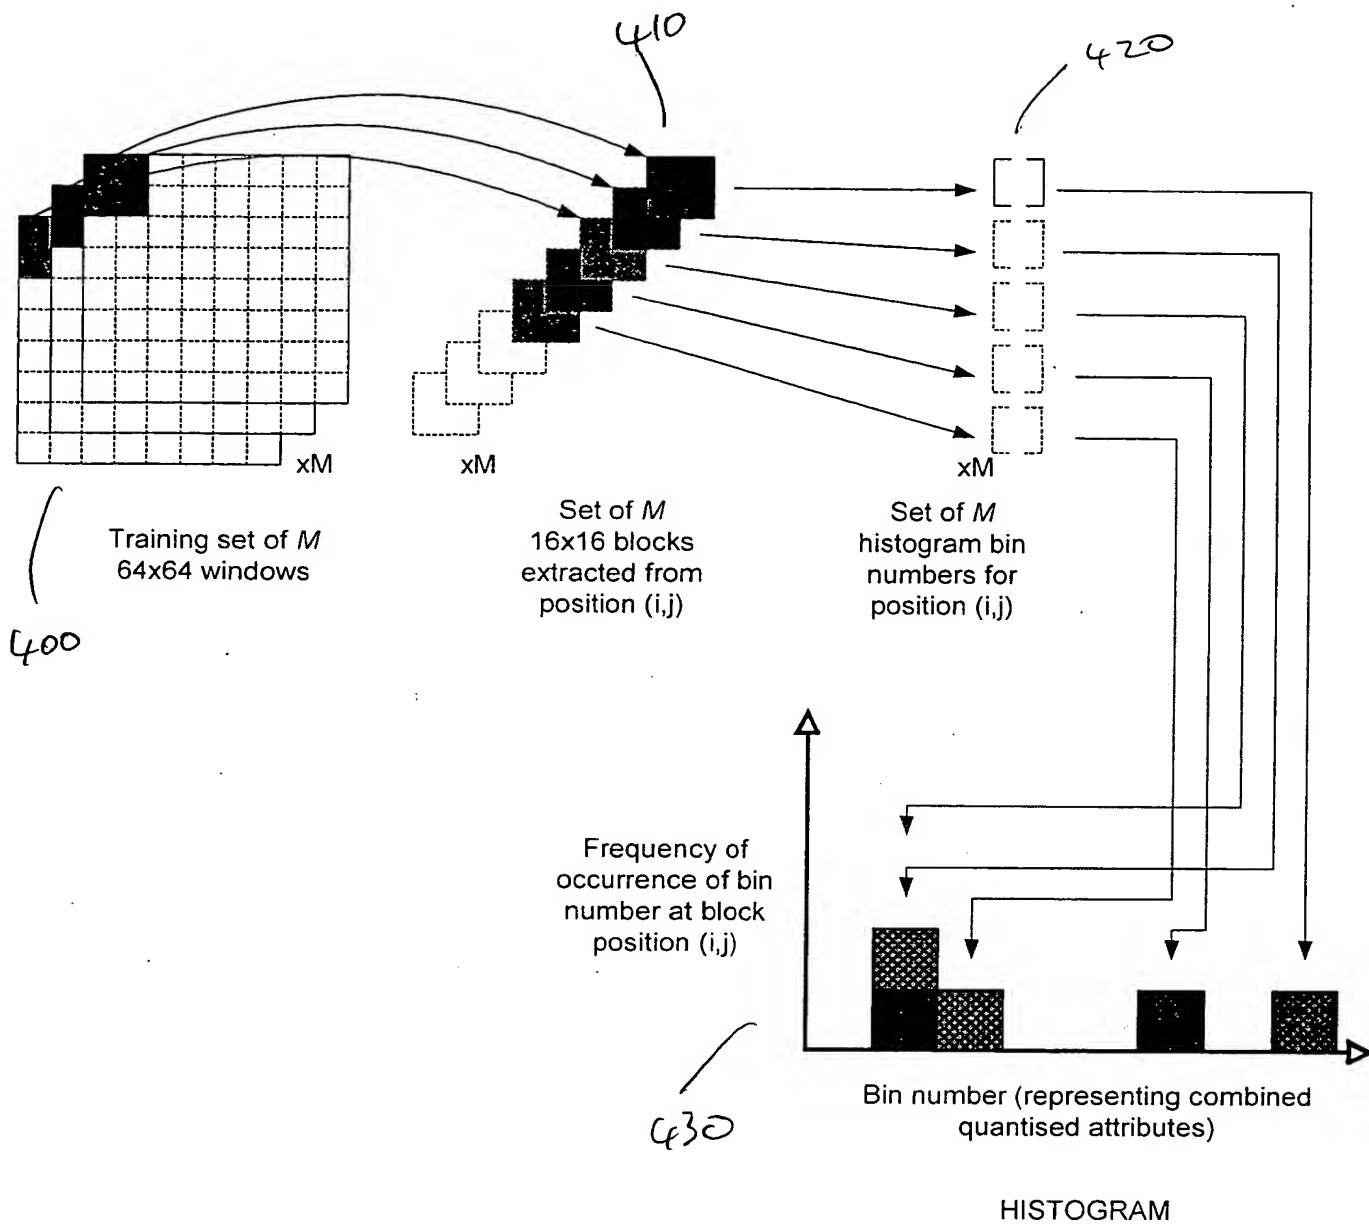 410
420
xM
xM
xM
Training set of M
64x64 windows
Set of M
16x16 blocks
extracted from
position (i,j)
Set of M
histogram bin
numbers for
position (i,j)
400
Frequency of
occurrence of bin
number at block
position (i,j)
430
Bin number (representing combined
quantised attributes)
HISTOGRAM